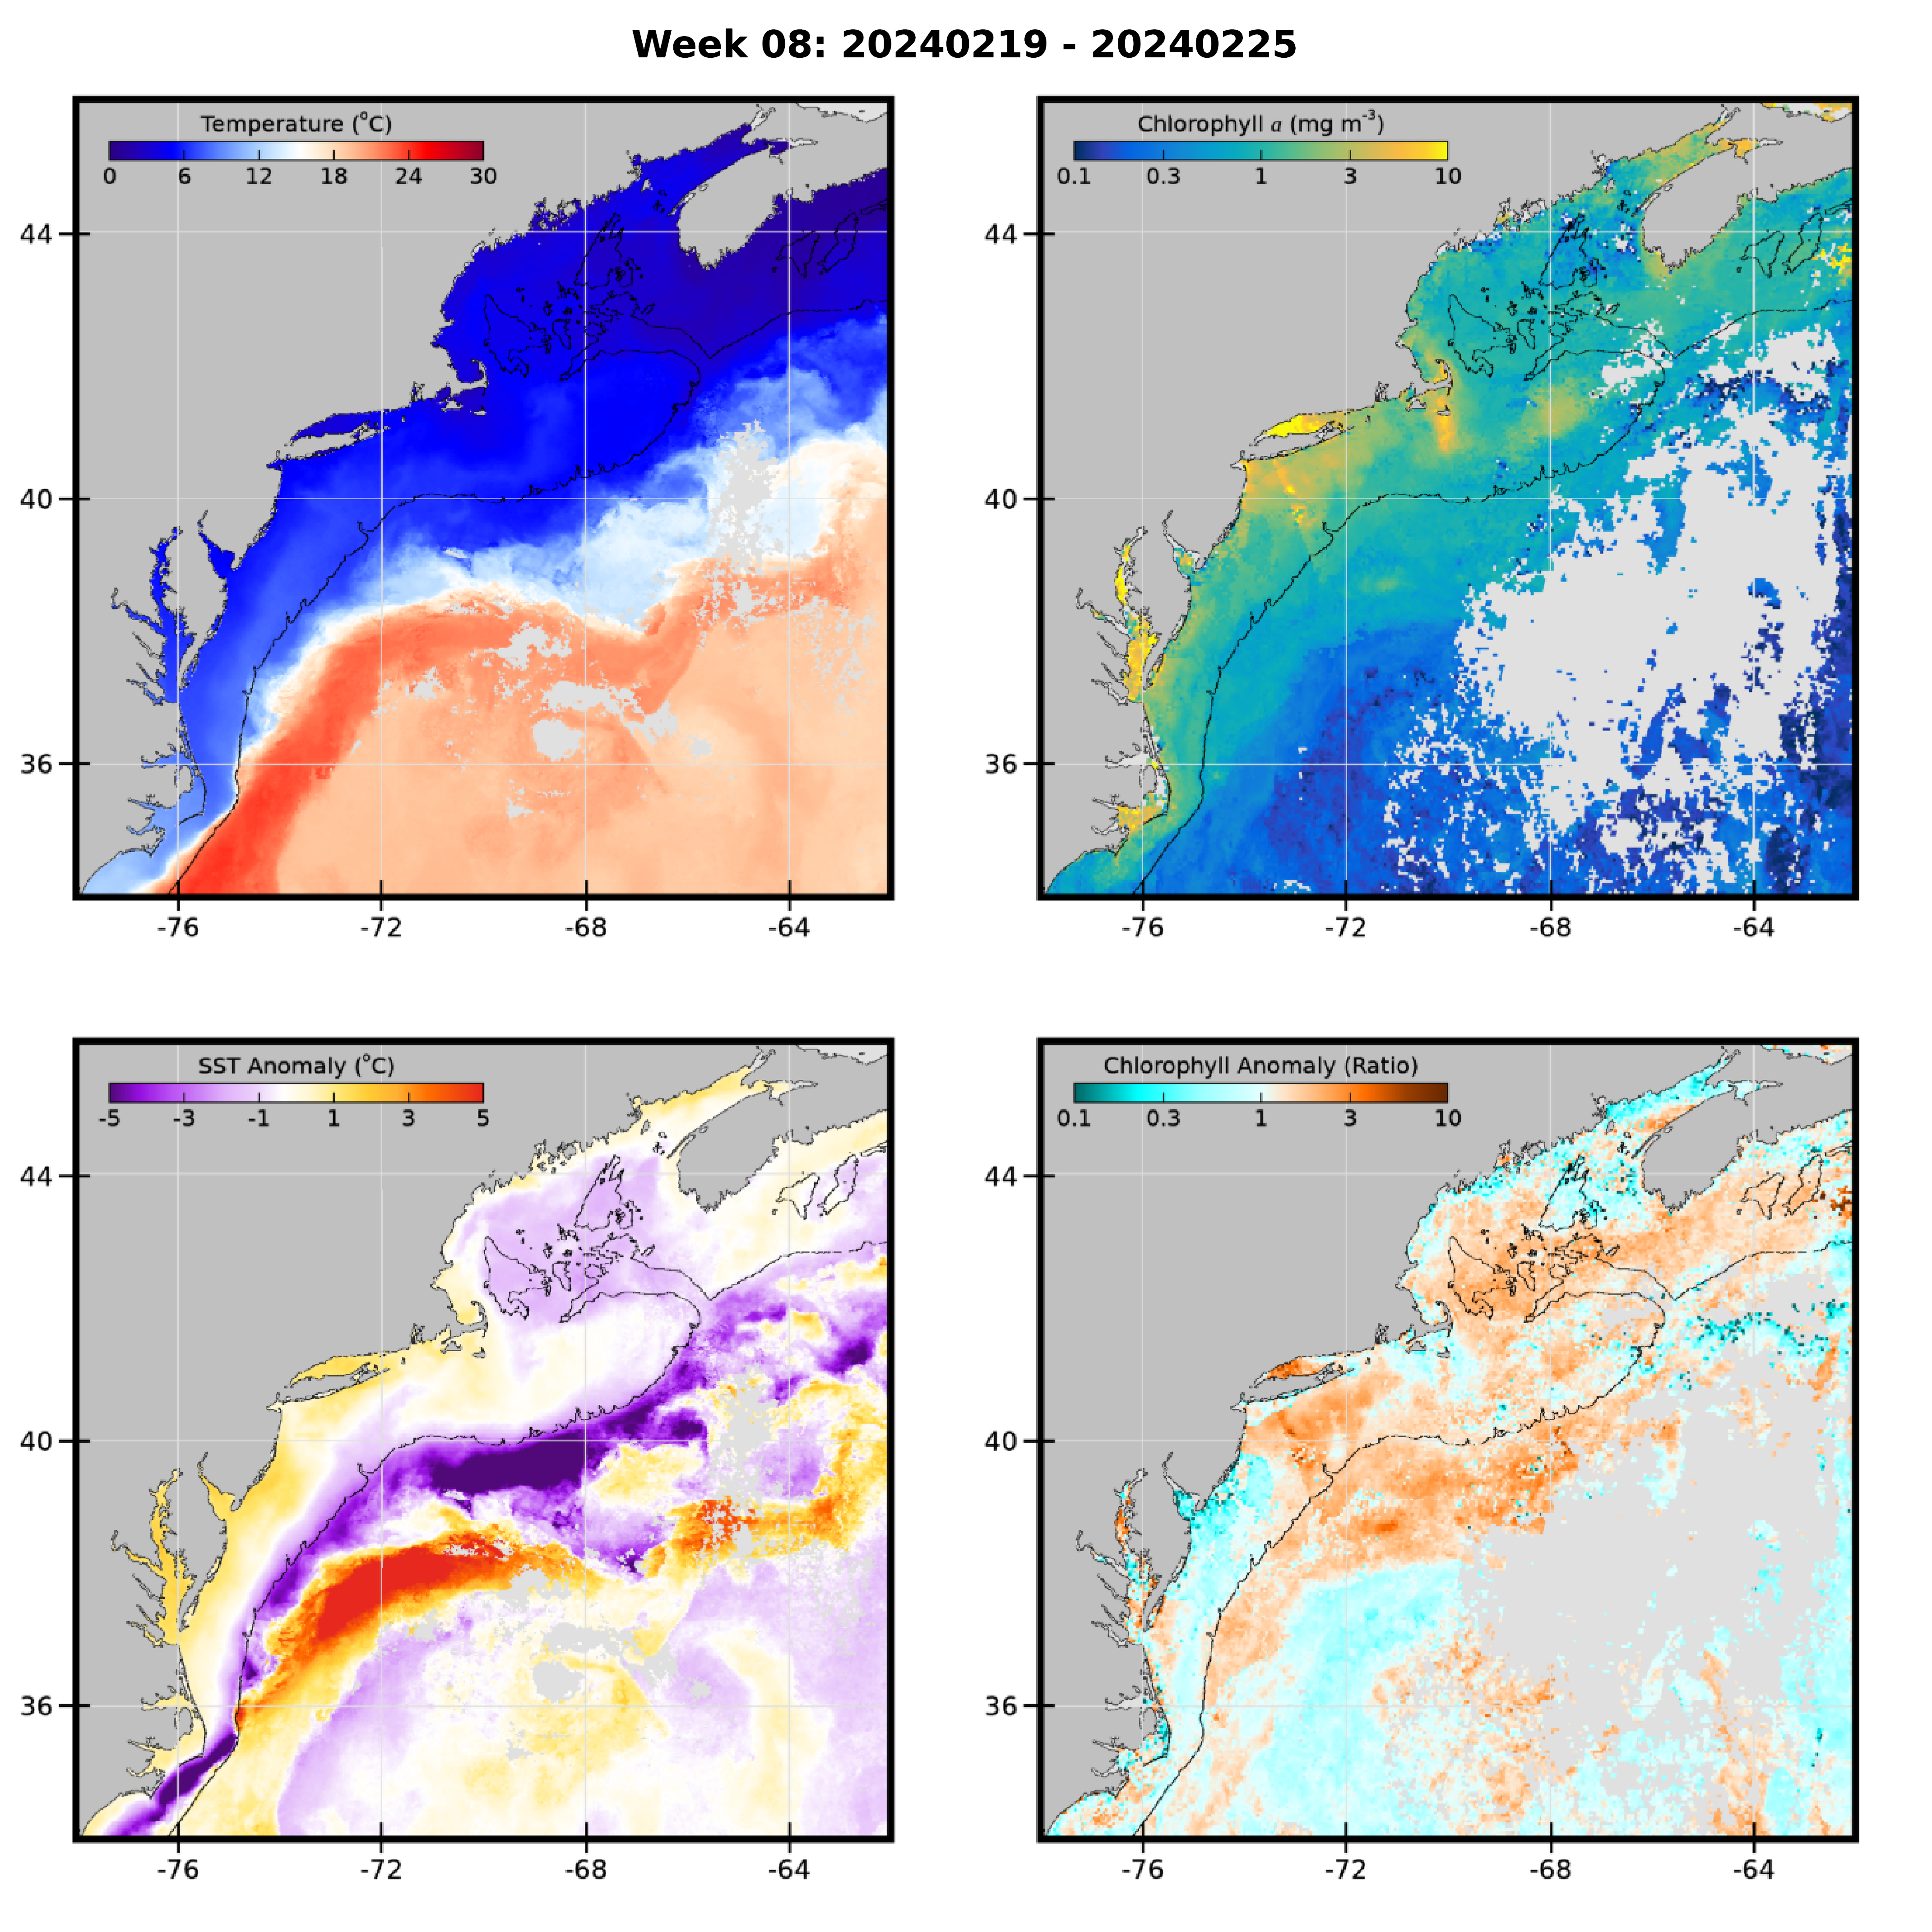 Week 08: 20240219 - 20240225
Temperature (°C)
0 6 12 18 24 30
44
40
36
-76 -72 -68 -64
Chlorophyll a (mg m⁻³)
0.1 0.3 1 3 10
44
40
36
-76 -72 -68 -64
SST Anomaly (°C)
-5 -3 -1 1 3 5
44
40
36
-76 -72 -68 -64
Chlorophyll Anomaly (Ratio)
0.1 0.3 1 3 10
44
40
36
-76 -72 -68 -64